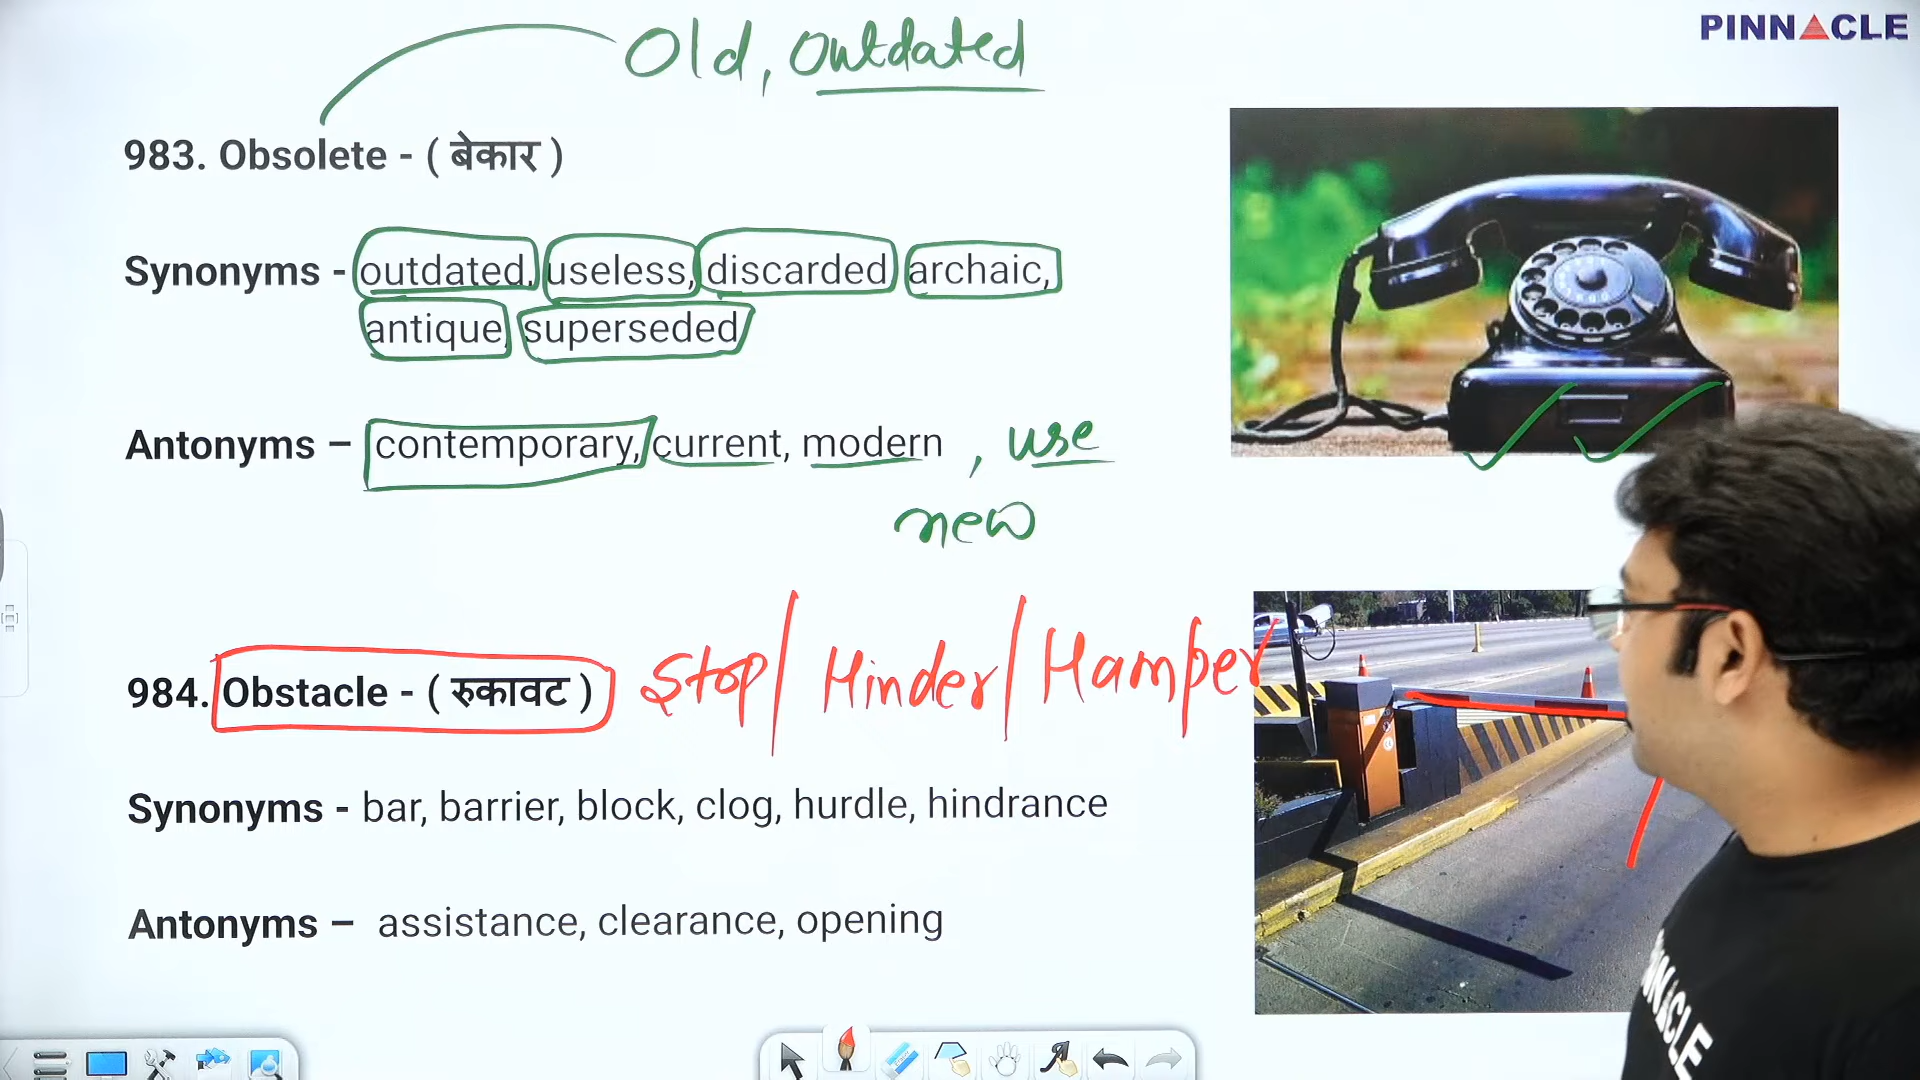 Old, Outdated
PINNACLE
983. Obsolete - ( बेकार )
Synonyms - outdated, useless, discarded archaic,
antique, superseded
Antonyms – contemporary, current, modern , use
new
984. Obstacle - ( रुकावट ) Stop/ Hinder/ Hamper
Synonyms - bar, barrier, block, clog, hurdle, hindrance
Antonyms – assistance, clearance, opening
PINNACLE